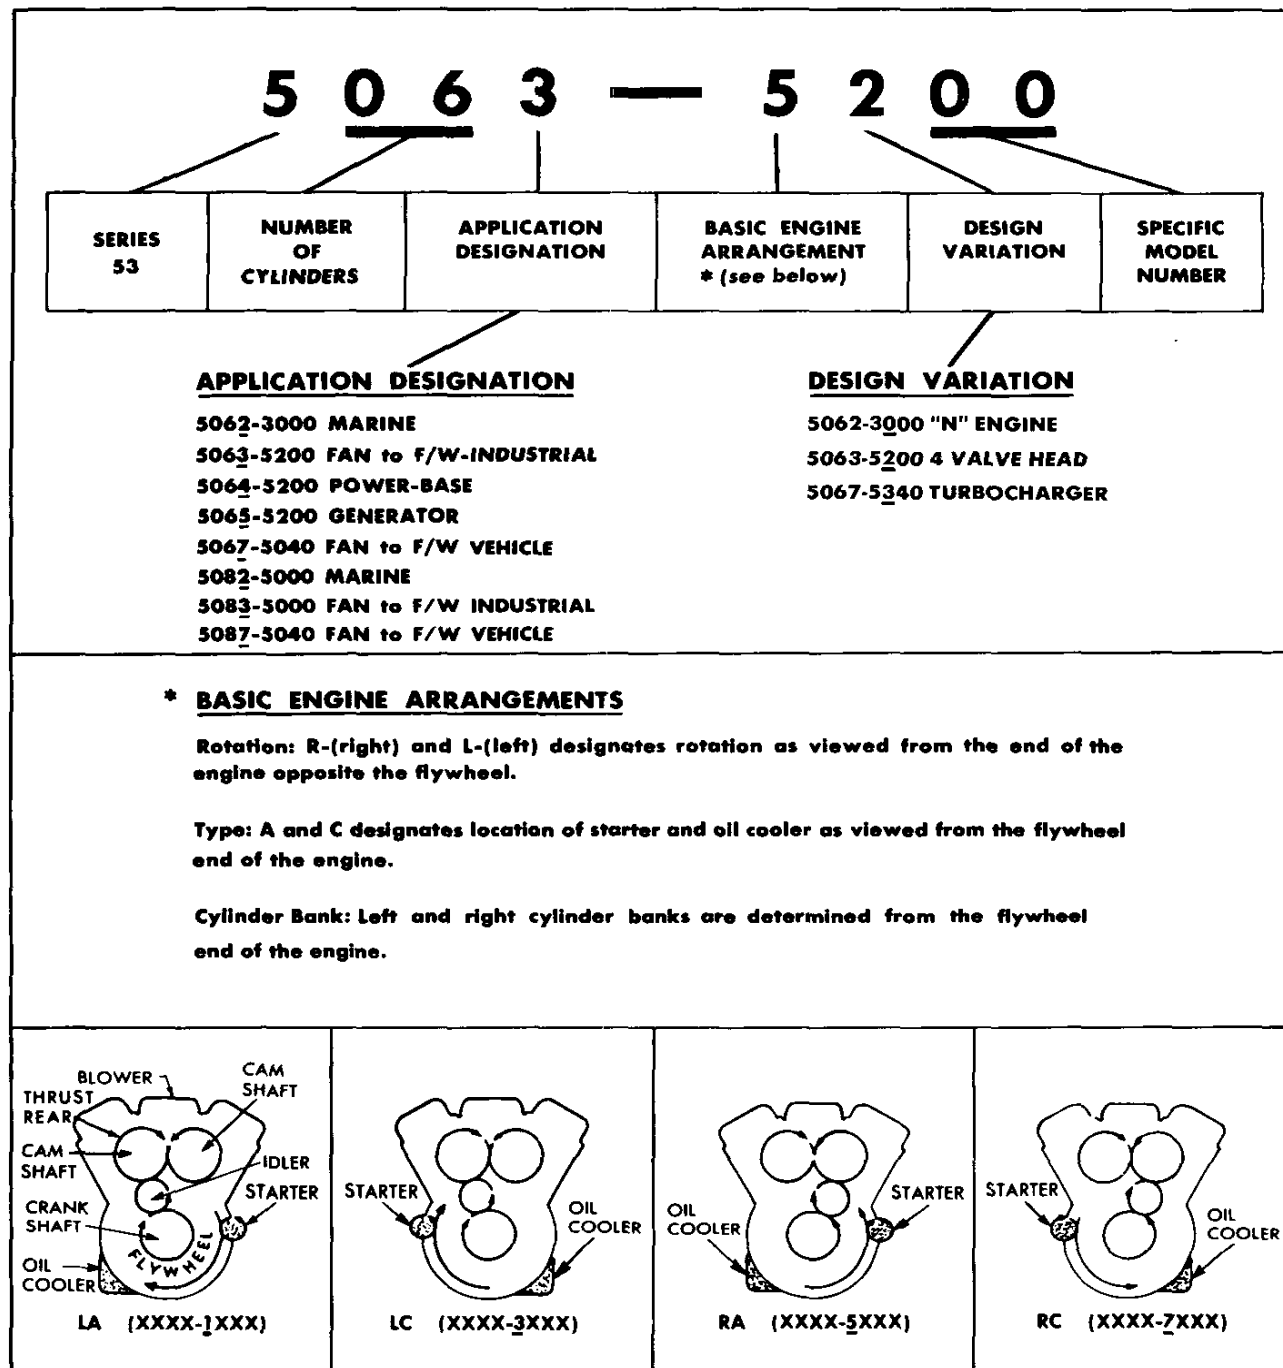 5 0 6 3 — 5 2 0 0
SERIES
53
NUMBER
OF
CYLINDERS
APPLICATION
DESIGNATION
BASIC ENGINE
ARRANGEMENT
* (see below)
DESIGN
VARIATION
SPECIFIC
MODEL
NUMBER
APPLICATION DESIGNATION
5062-3000 MARINE
5063-5200 FAN to F/W-INDUSTRIAL
5064-5200 POWER-BASE
5065-5200 GENERATOR
5067-5040 FAN to F/W VEHICLE
5082-5000 MARINE
5083-5000 FAN to F/W INDUSTRIAL
5087-5040 FAN to F/W VEHICLE
DESIGN VARIATION
5062-3000 "N" ENGINE
5063-5200 4 VALVE HEAD
5067-5340 TURBOCHARGER
* BASIC ENGINE ARRANGEMENTS
Rotation: R-(right) and L-(left) designates rotation as viewed from the end of the
engine opposite the flywheel.
Type: A and C designates location of starter and oil cooler as viewed from the flywheel
end of the engine.
Cylinder Bank: Left and right cylinder banks are determined from the flywheel
end of the engine.
BLOWER
CAM
SHAFT
THRUST
REAR
CAM
SHAFT
IDLER
STARTER
CRANK
SHAFT
FLYWHEEL
OIL
COOLER
LA (XXXX-1XXX)
STARTER
OIL
COOLER
LC (XXXX-3XXX)
OIL
COOLER
STARTER
RA (XXXX-5XXX)
STARTER
OIL
COOLER
RC (XXXX-7XXX)